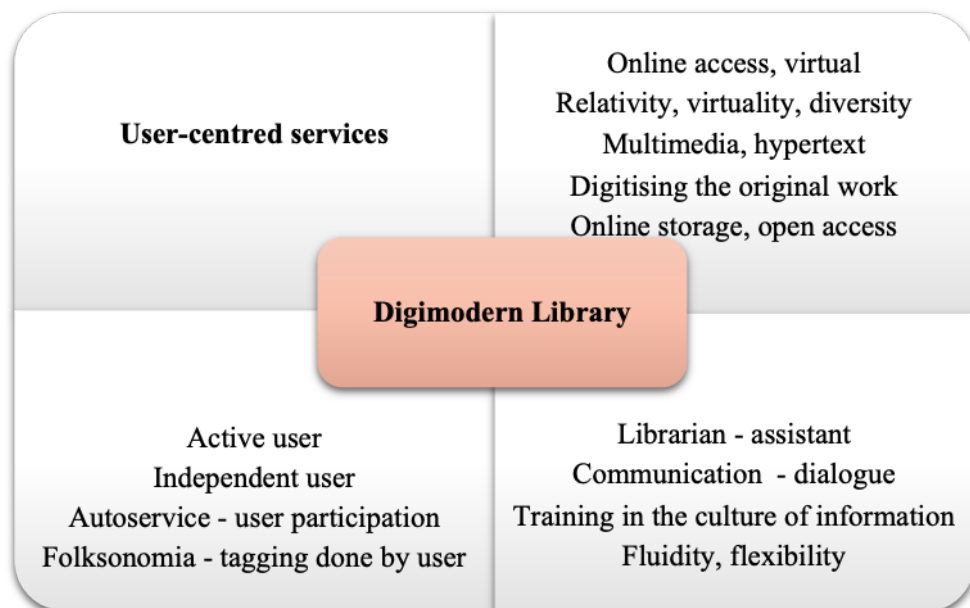 User-centred services
Online access, virtual
Relativity, virtuality, diversity
Multimedia, hypertext
Digitising the original work
Online storage, open access
Digimodern Library
Active user
Independent user
Autoservice - user participation
Folksonomia - tagging done by user
Librarian - assistant
Communication - dialogue
Training in the culture of information
Fluidity, flexibility